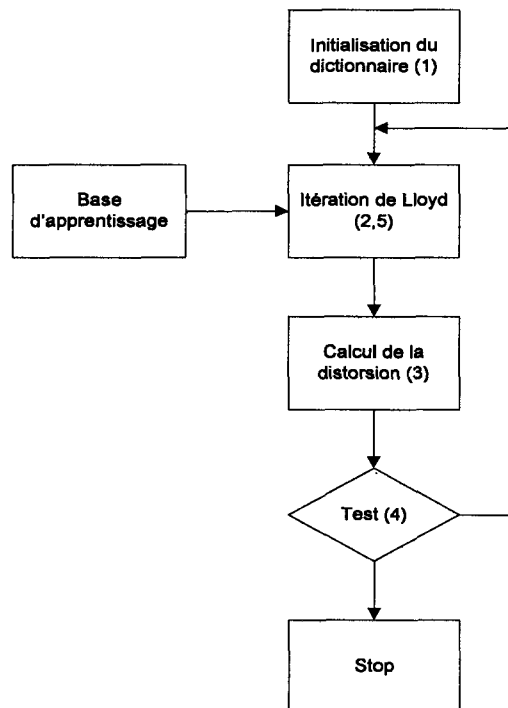 Initialisation du
dictionnaire (1)
Base
d'apprentissage
Itération de Lloyd
(2,5)
Calcul de la
distorsion (3)
Test (4)
Stop